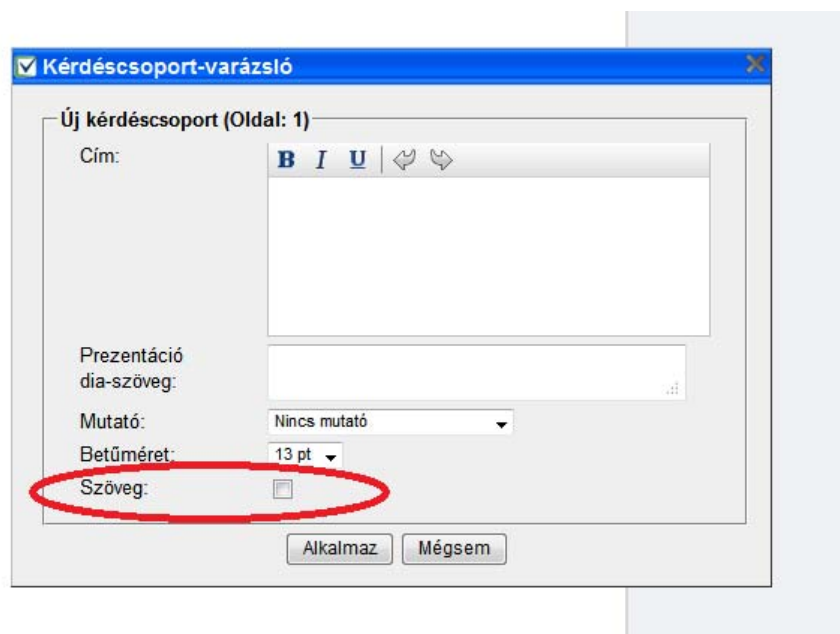 Kérdéscsoport-varázsló
Új kérdéscsoport (Oldal: 1)
Cím:
B I U
Prezentáció
dia-szöveg:
Mutató: Nincs mutató
Betűméret: 13 pt
Szöveg:
Alkalmaz Mégsem